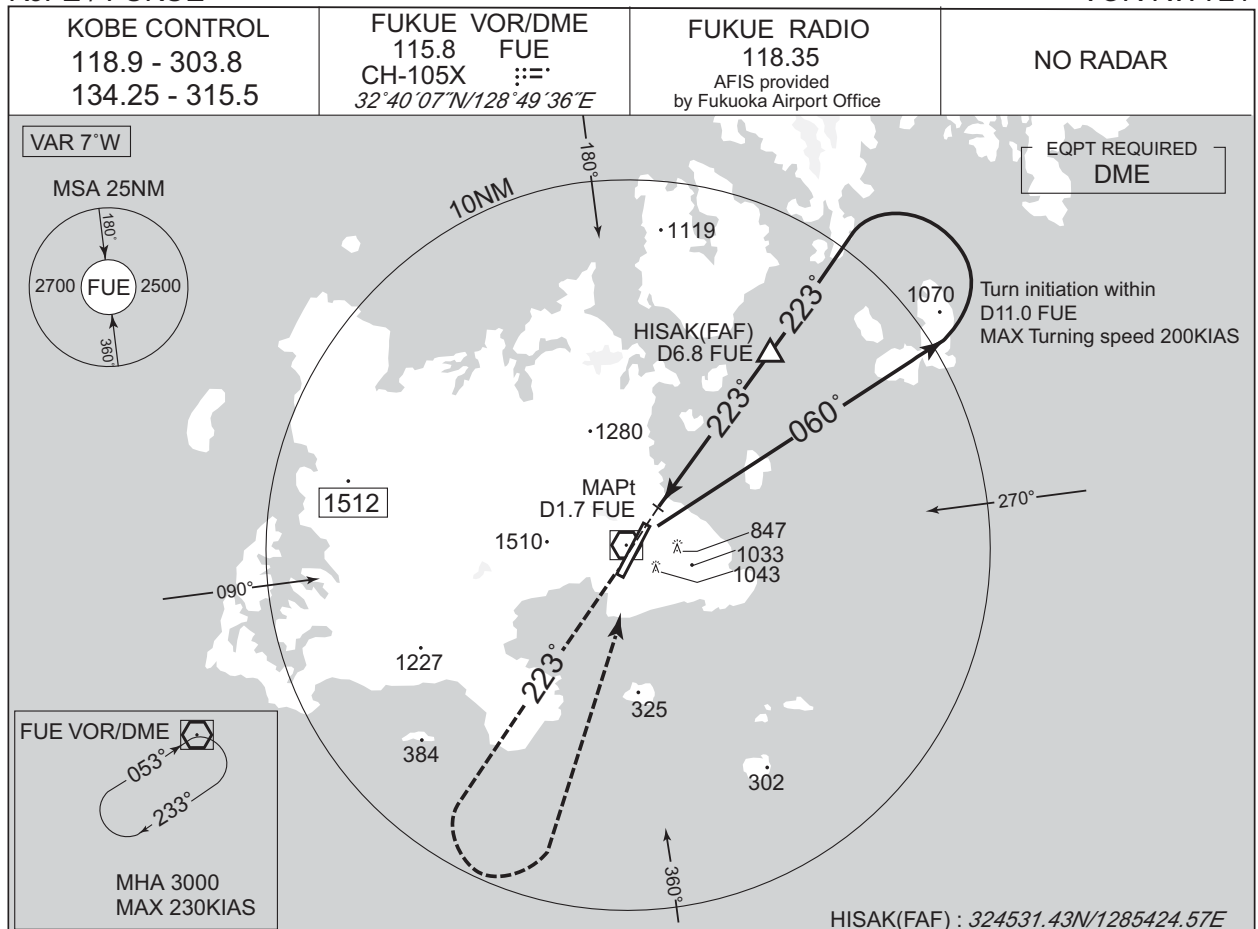 KOBE CONTROL
118.9 - 303.8
134.25 - 315.5
FUKUE VOR/DME
115.8 FUE
CH-105X
32°40´07˝N/128°49´36˝E
FUKUE RADIO
118.35
AFIS provided
by Fukuoka Airport Office
NO RADAR
VAR 7°W
MSA 25NM
180°
2700 FUE 2500
360°
10NM
180°
EQPT REQUIRED
DME
1119
1070
Turn initiation within
D11.0 FUE
MAX Turning speed 200KIAS
223°
HISAK(FAF)
D6.8 FUE
223°
060°
1280
MAPt
D1.7 FUE
1512
270°
1510
847
1033
1043
090°
1227
223°
325
384
302
360°
FUE VOR/DME
053°
233°
MHA 3000
MAX 230KIAS
HISAK(FAF) : 324531.43N/1285424.57E